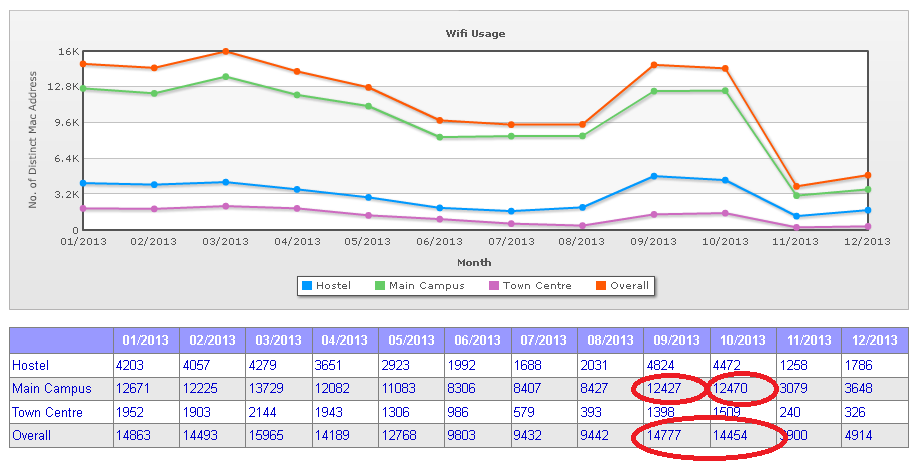 Wifi Usage
No. of Distinct Mac Address
16K
12.8K
9.6K
6.4K
3.2K
0
01/2013 02/2013 03/2013 04/2013 05/2013 06/2013 07/2013 08/2013 09/2013 10/2013 11/2013 12/2013
Month
Hostel Main Campus Town Centre Overall
01/2013 02/2013 03/2013 04/2013 05/2013 06/2013 07/2013 08/2013 09/2013 10/2013 11/2013 12/2013
Hostel 4203 4057 4279 3651 2923 1992 1688 2031 4824 4472 1258 1786
Main Campus 12671 12225 13729 12082 11083 8306 8407 8427 12427 12470 3079 3648
Town Centre 1952 1903 2144 1943 1306 986 579 393 1398 1509 240 326
Overall 14863 14493 15965 14189 12768 9803 9432 9442 14777 14454 3900 4914